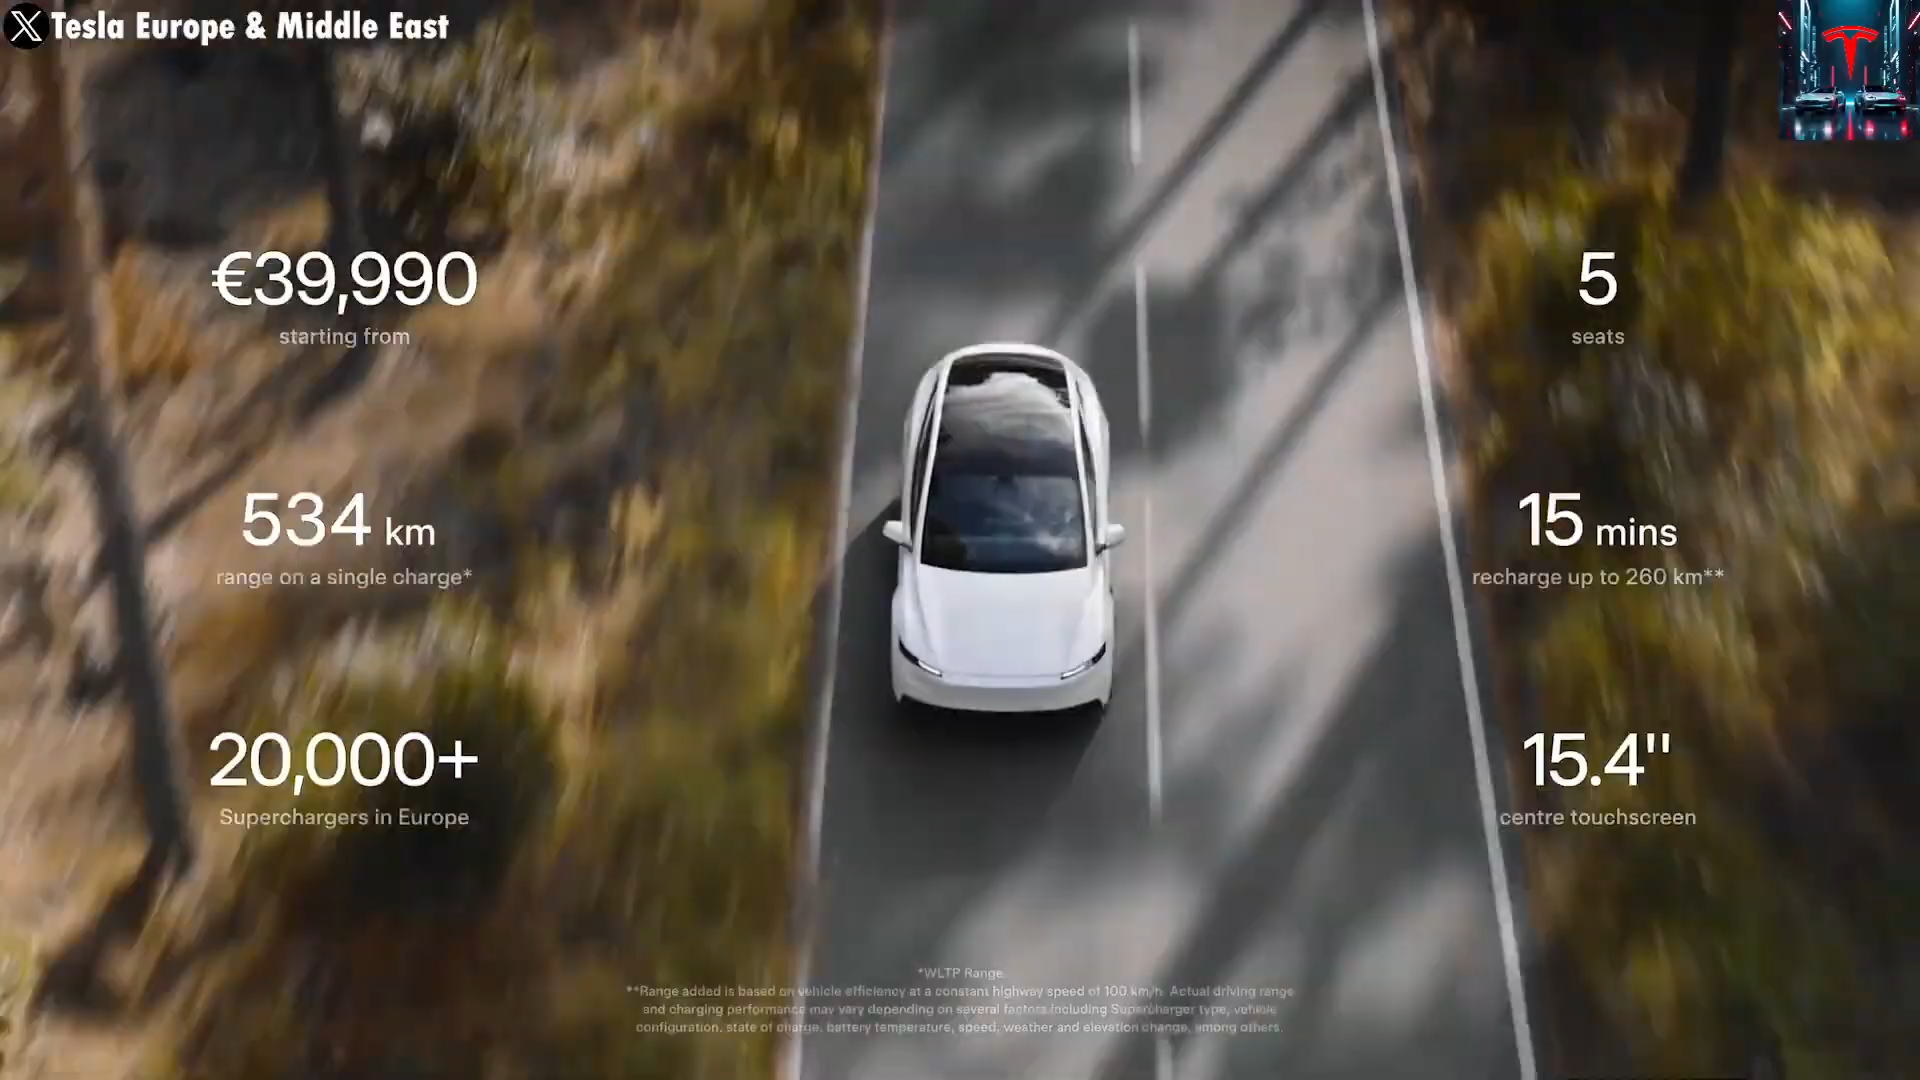 X Tesla Europe & Middle East
€39,990
starting from
534 km
range on a single charge*
20,000+
Superchargers in Europe
5
seats
15 mins
recharge up to 260 km**
15.4"
centre touchscreen
*WLTP Range.
**Range added is based on vehicle efficiency at a constant highway speed of 100 km/h. Actual driving range
and charging performance may vary depending on several factors including Supercharger type, vehicle
configuration, state of charge, battery temperature, speed, weather and elevation change, among others.